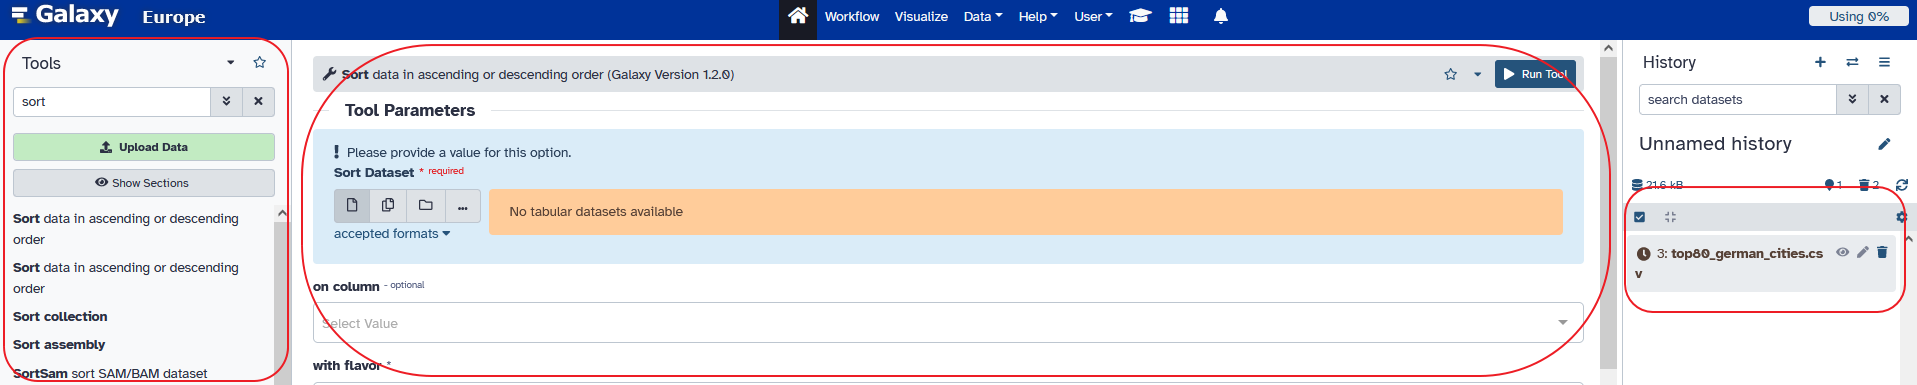 Galaxy Europe
Workflow Visualize Data Help User
Using 0%
Tools
sort
Upload Data
Show Sections
Sort data in ascending or descending
order
Sort data in ascending or descending
order
Sort collection
Sort assembly
SortSam sort SAM/BAM dataset
Sort data in ascending or descending order (Galaxy Version 1.2.0)
Run Tool
Tool Parameters
Please provide a value for this option.
Sort Dataset * required
...
No tabular datasets available
accepted formats
on column - optional
Select Value
with flavor *
History
search datasets
Unnamed history
21.6 kB
1
2
3: top80_german_cities.cs
v